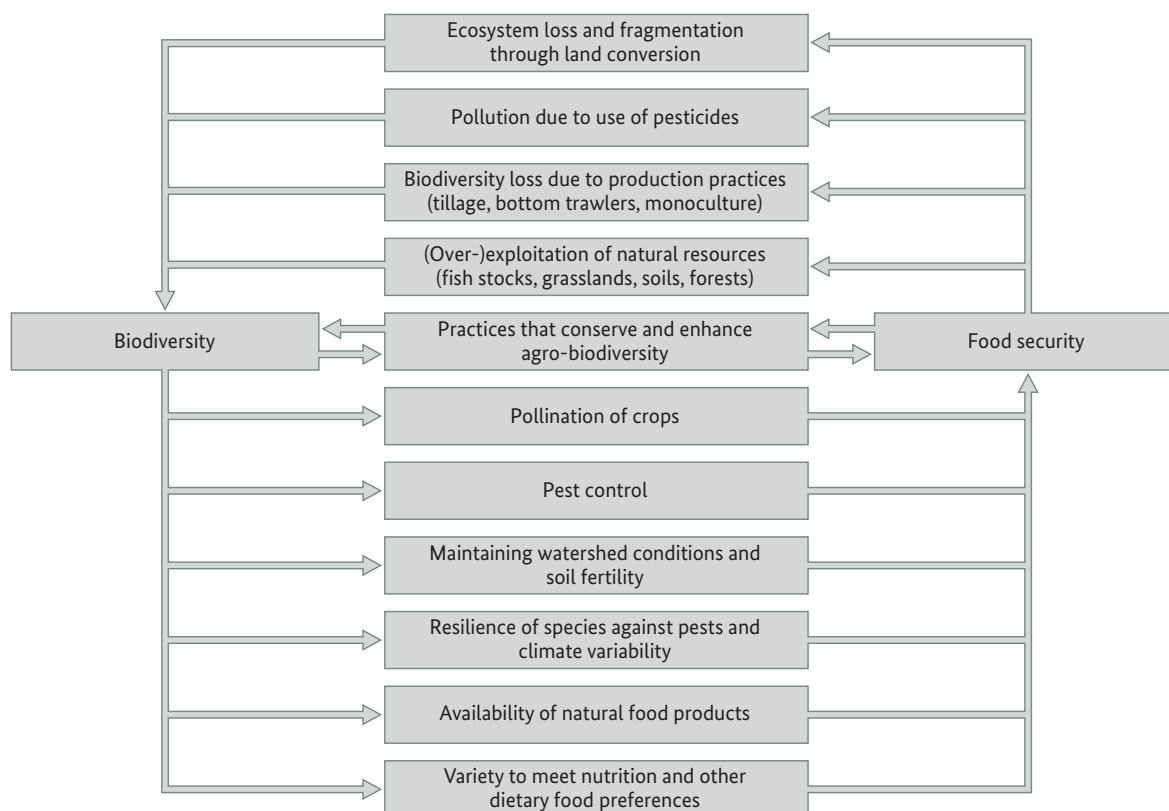 Ecosystem loss and fragmentation
through land conversion
Pollution due to use of pesticides
Biodiversity loss due to production practices
(tillage, bottom trawlers, monoculture)
(Over-)exploitation of natural resources
(fish stocks, grasslands, soils, forests)
Biodiversity
Practices that conserve and enhance
agro-biodiversity
Food security
Pollination of crops
Pest control
Maintaining watershed conditions and
soil fertility
Resilience of species against pests and
climate variability
Availability of natural food products
Variety to meet nutrition and other
dietary food preferences